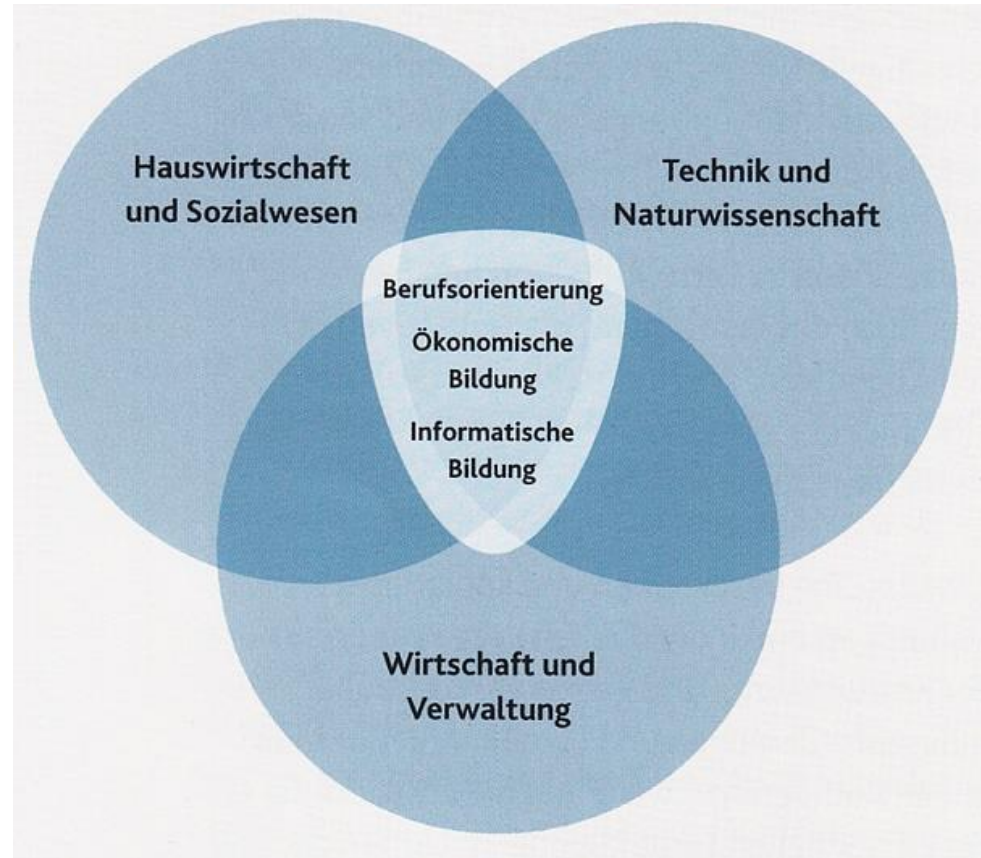 Hauswirtschaft
und Sozialwesen
Technik und
Naturwissenschaft
Berufsorientierung
Ökonomische
Bildung
Informatische
Bildung
Wirtschaft und
Verwaltung